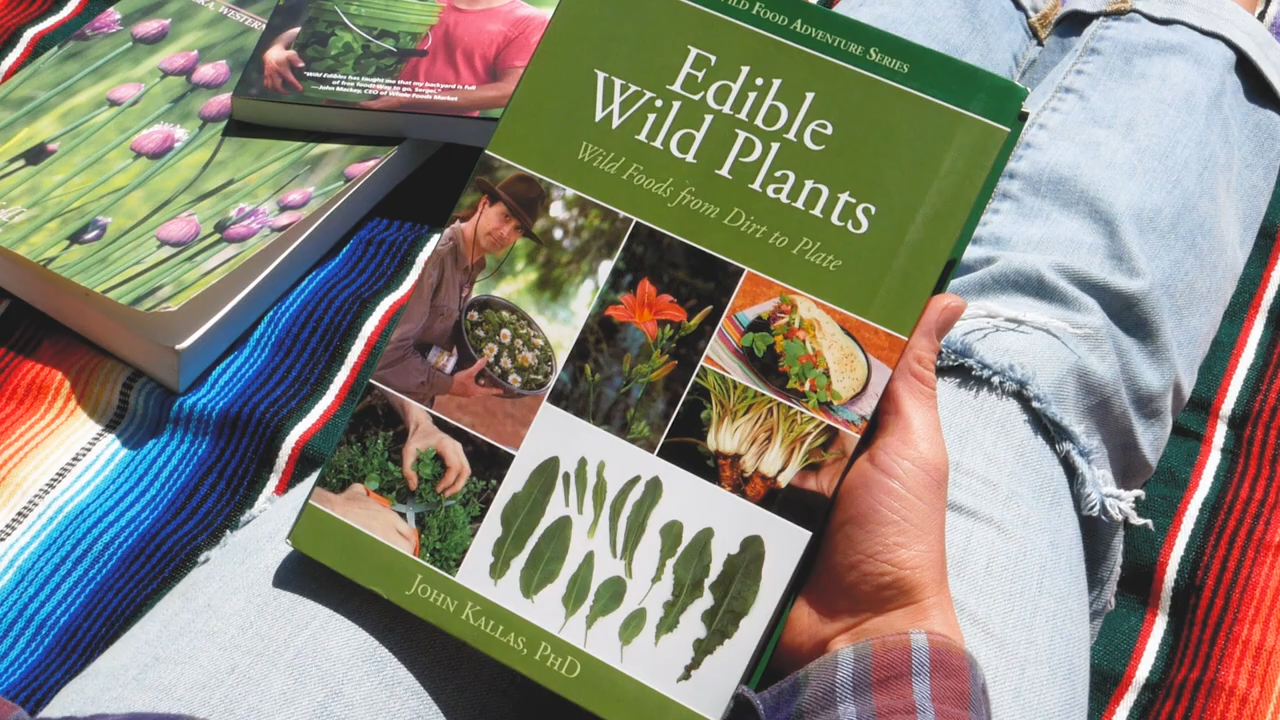 WILD FOOD ADVENTURE SERIES
Edible
Wild Plants
Wild Foods from Dirt to Plate
JOHN KALLAS, PHD
"Wild Edibles has taught me that my backyard is full
of free food! Way to go, Sergei."
—John Mackey, CEO of Whole Foods Market
WESTERN